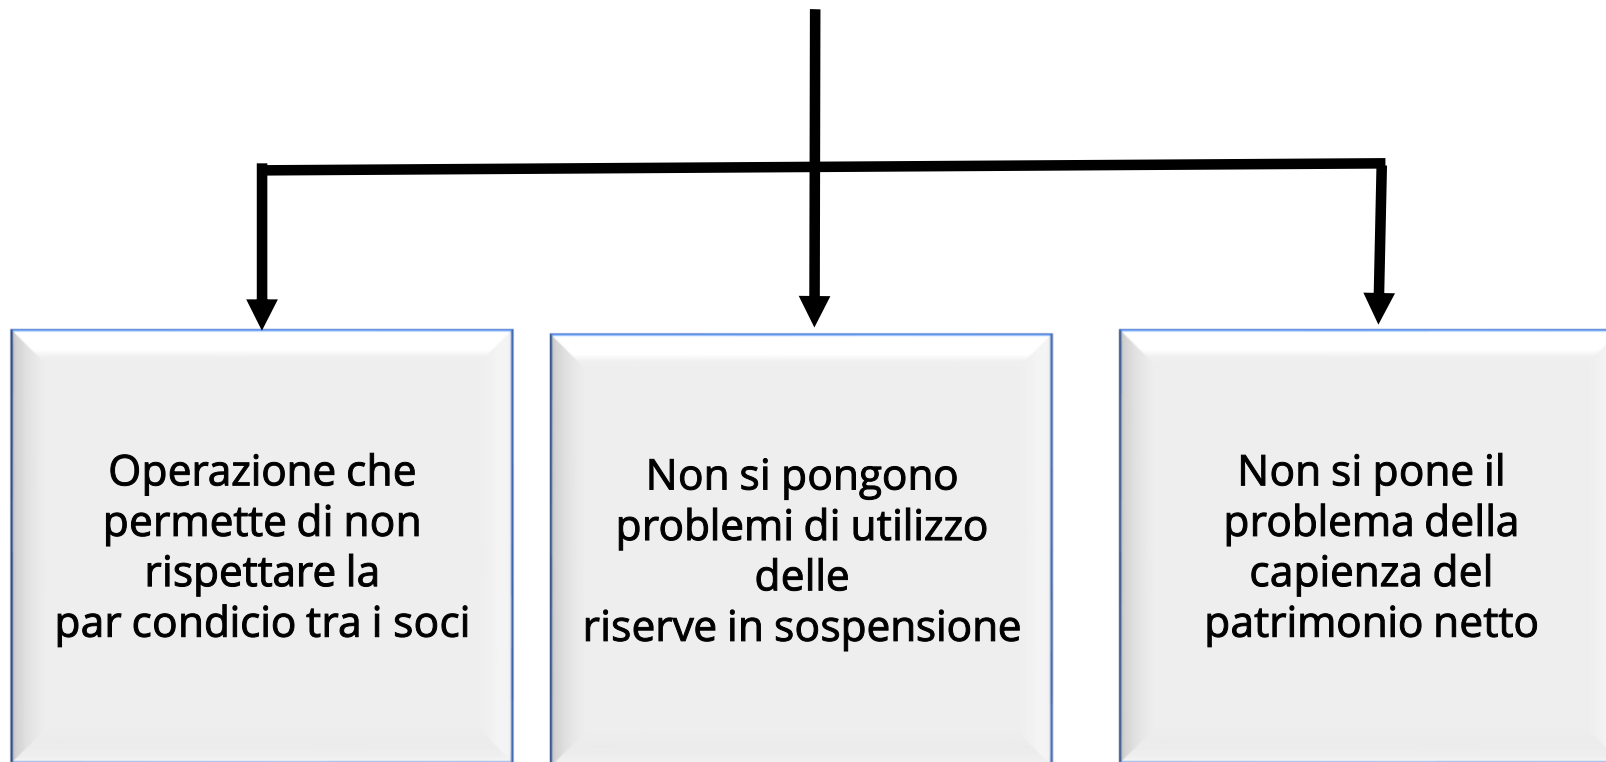 Operazione che
permette di non
rispettare la
par condicio tra i soci
Non si pongono
problemi di utilizzo
delle
riserve in sospensione
Non si pone il
problema della
capienza del
patrimonio netto